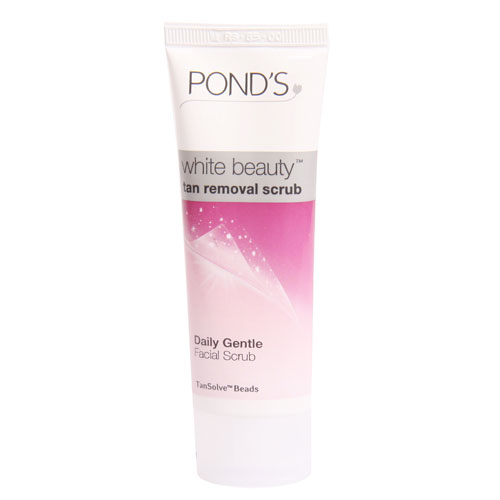 POND'S
white beauty™
tan removal scrub
Daily Gentle
Facial Scrub
TanSolve™ Beads